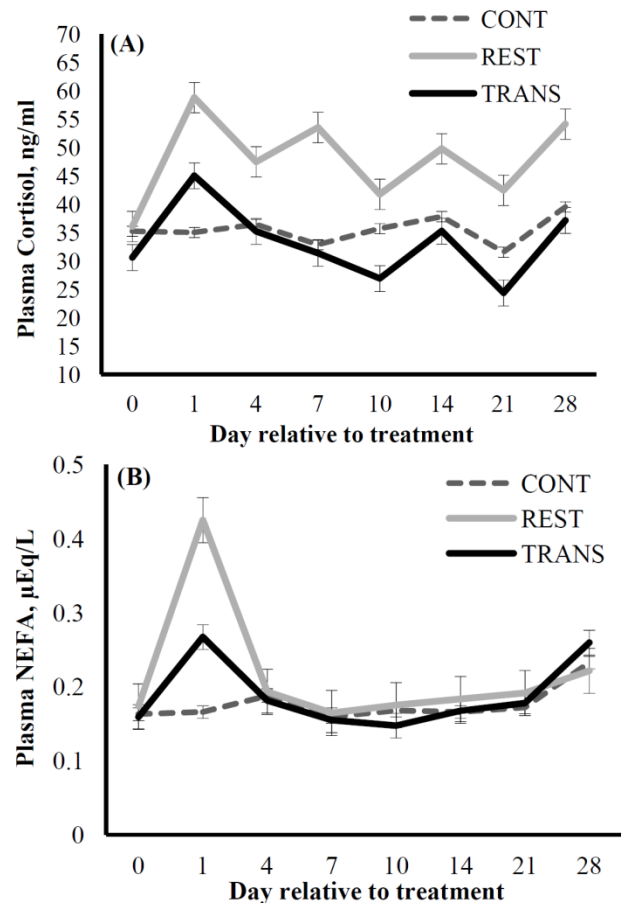 (A)
CONT
REST
TRANS
Plasma Cortisol, ng/ml
70
65
60
55
50
45
40
35
30
25
20
15
10
0 1 4 7 10 14 21 28
Day relative to treatment
(B)
CONT
REST
TRANS
Plasma NEFA, µEq/L
0.5
0.4
0.3
0.2
0.1
0
0 1 4 7 10 14 21 28
Day relative to treatment